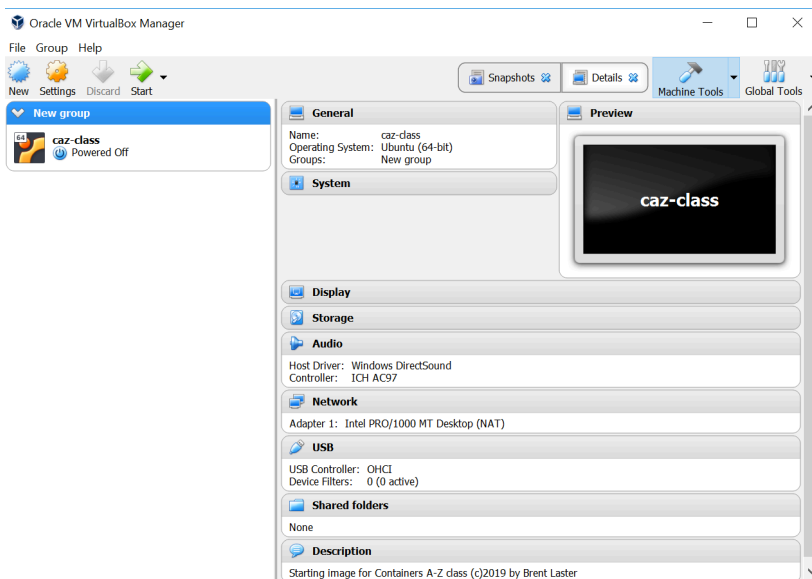 Oracle VM VirtualBox Manager
File Group Help
New Settings Discard Start
Snapshots Details Machine Tools Global Tools
New group
64
caz-class
Powered Off
General
Name: caz-class
Operating System: Ubuntu (64-bit)
Groups: New group
System
Preview
caz-class
Display
Storage
Audio
Host Driver: Windows DirectSound
Controller: ICH AC97
Network
Adapter 1: Intel PRO/1000 MT Desktop (NAT)
USB
USB Controller: OHCI
Device Filters: 0 (0 active)
Shared folders
None
Description
Starting image for Containers A-Z class (c)2019 by Brent Laster